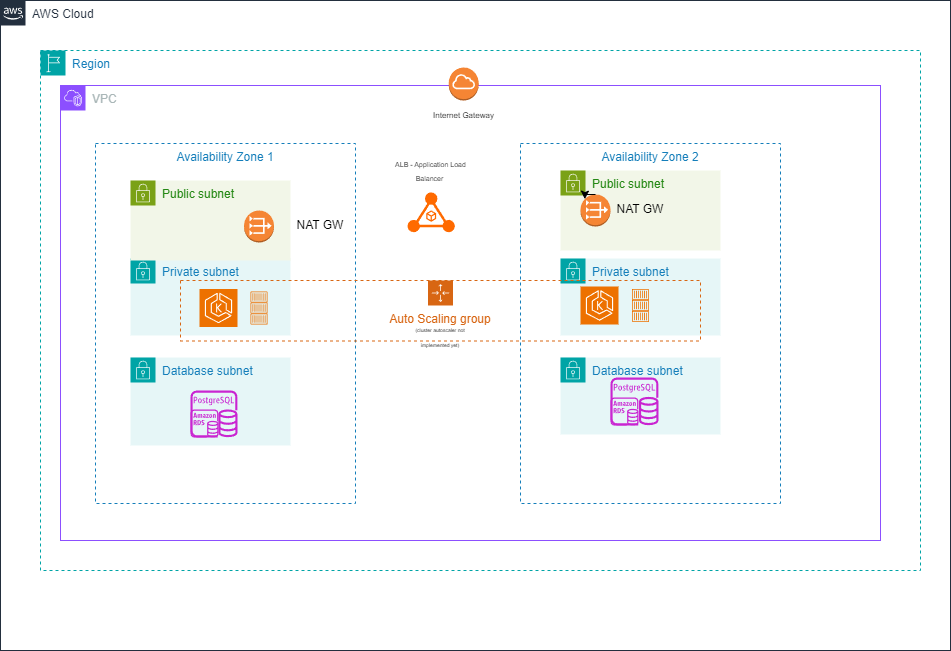 aws
AWS Cloud
Region
VPC
Internet Gateway
Availability Zone 1
ALB - Application Load
Balancer
Availability Zone 2
Public subnet
NAT GW
Public subnet
NAT GW
Private subnet
Private subnet
K
K
Auto Scaling group
(cluster autoscaler not
implemented yet)
Database subnet
PostgreSQL
Amazon
RDS
Database subnet
PostgreSQL
Amazon
RDS